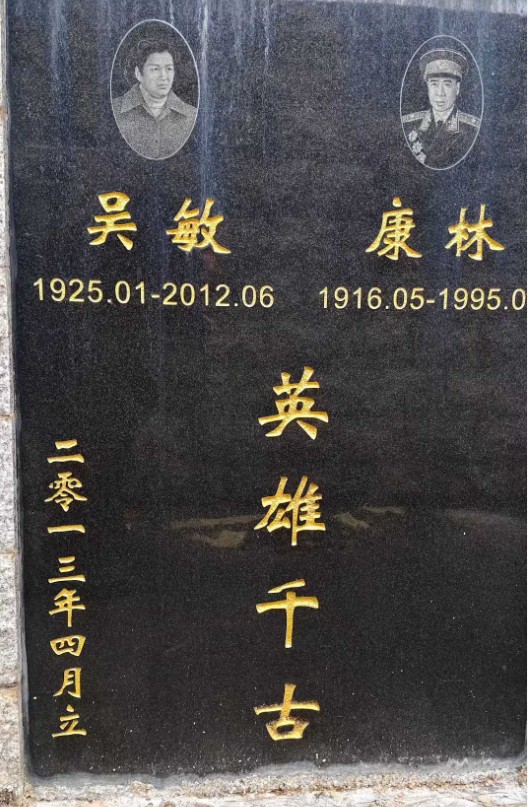 吴敏 康林
1925.01-2012.06 1916.05-1995.0
英雄千古
二零一三年四月立